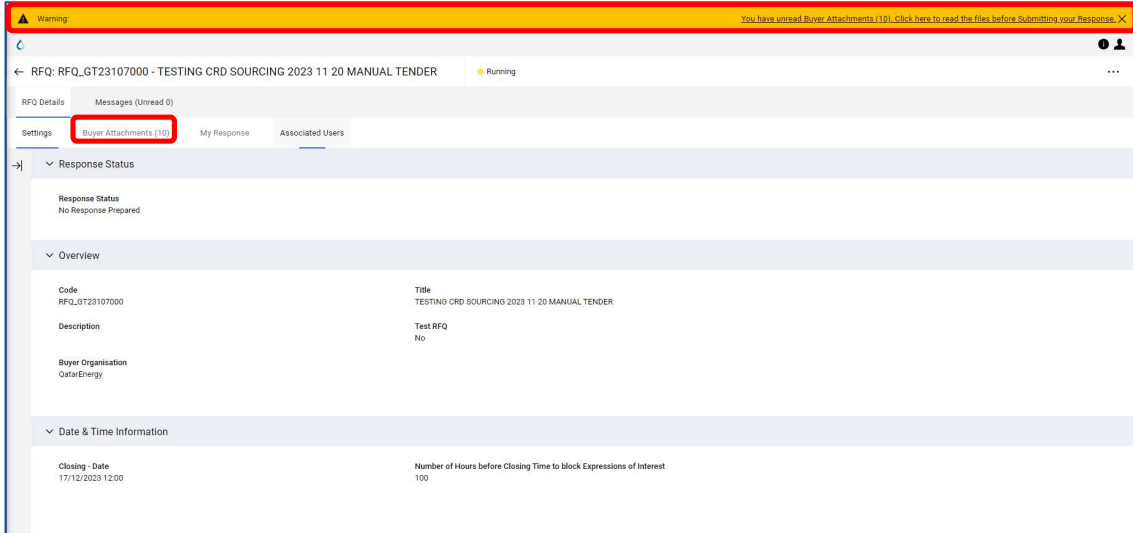 Warning:
You have unread Buyer Attachments (10). Click here to read the files before Submitting your Response.
RFQ: RFQ_GT23107000 - TESTING CRD SOURCING 2023 11 20 MANUAL TENDER
Running
RFQ Details
Messages (Unread 0)
Settings
Buyer Attachments (10)
My Response
Associated Users
Response Status
Response Status
No Response Prepared
Overview
Code
RFQ_GT23107000
Title
TESTING CRD SOURCING 2023 11 20 MANUAL TENDER
Description
Test RFQ
No
Buyer Organisation
QatarEnergy
Date & Time Information
Closing - Date
17/12/2023 12:00
Number of Hours before Closing Time to block Expressions of Interest
100